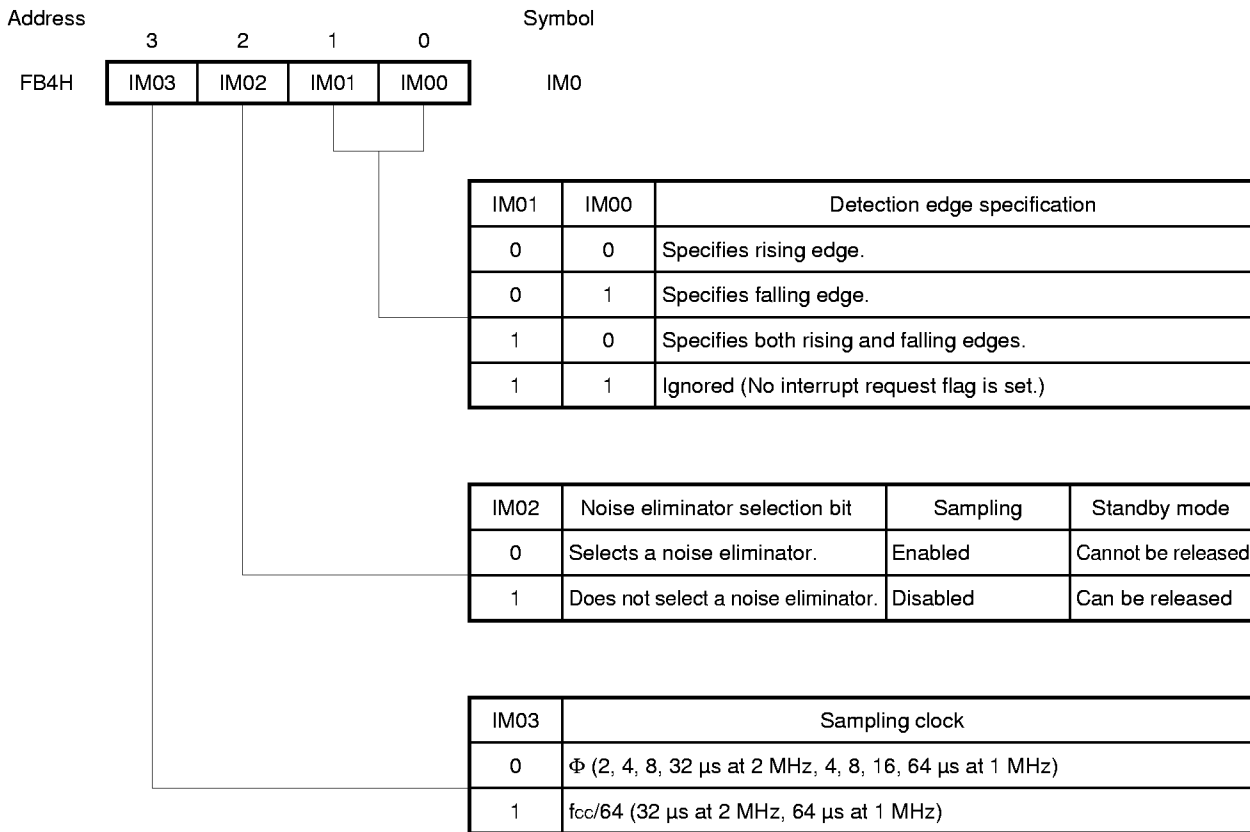 Address Symbol
3 2 1 0
FB4H IM03 IM02 IM01 IM00 IM0
IM01 IM00 Detection edge specification
0 0 Specifies rising edge.
0 1 Specifies falling edge.
1 0 Specifies both rising and falling edges.
1 1 Ignored (No interrupt request flag is set.)
IM02 Noise eliminator selection bit Sampling Standby mode
0 Selects a noise eliminator. Enabled Cannot be released
1 Does not select a noise eliminator. Disabled Can be released
IM03 Sampling clock
0 Φ (2, 4, 8, 32 µs at 2 MHz, 4, 8, 16, 64 µs at 1 MHz)
1 fcc/64 (32 µs at 2 MHz, 64 µs at 1 MHz)